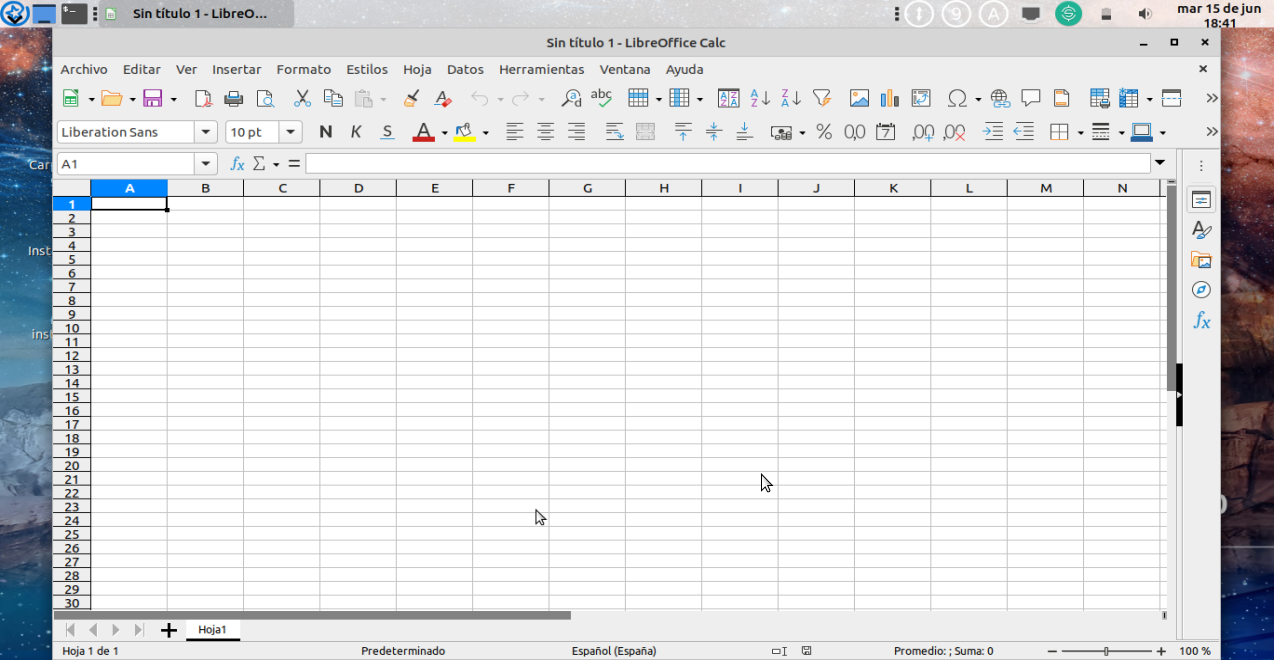 Sin título 1 - LibreO...
9
A
mar 15 de jun
18:41
Sin título 1 - LibreOffice Calc
Archivo Editar Ver Insertar Formato Estilos Hoja Datos Herramientas Ventana Ayuda
Liberation Sans 10 pt N K S A
A1 fx Σ =
A B C D E F G H I J K L M N
1
2
3
4
5
6
7
8
9
10
11
12
13
14
15
16
17
18
19
20
21
22
23
24
25
26
27
28
29
30
Car
Inst
ins
Hoja1
Hoja 1 de 1 Predeterminado Español (España) Promedio: ; Suma: 0 100 %